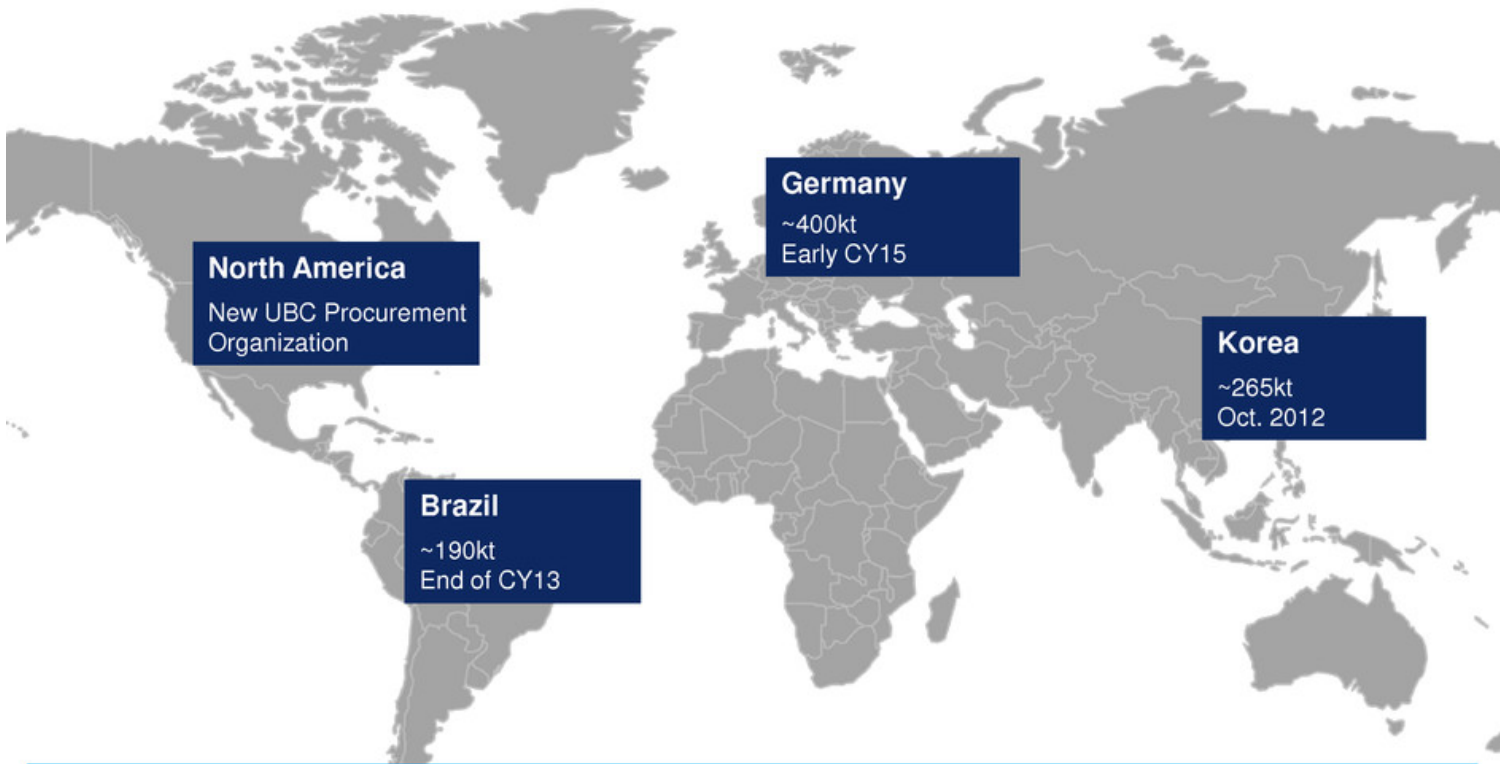 North America
New UBC Procurement
Organization
Germany
~400kt
Early CY15
Korea
~265kt
Oct. 2012
Brazil
~190kt
End of CY13